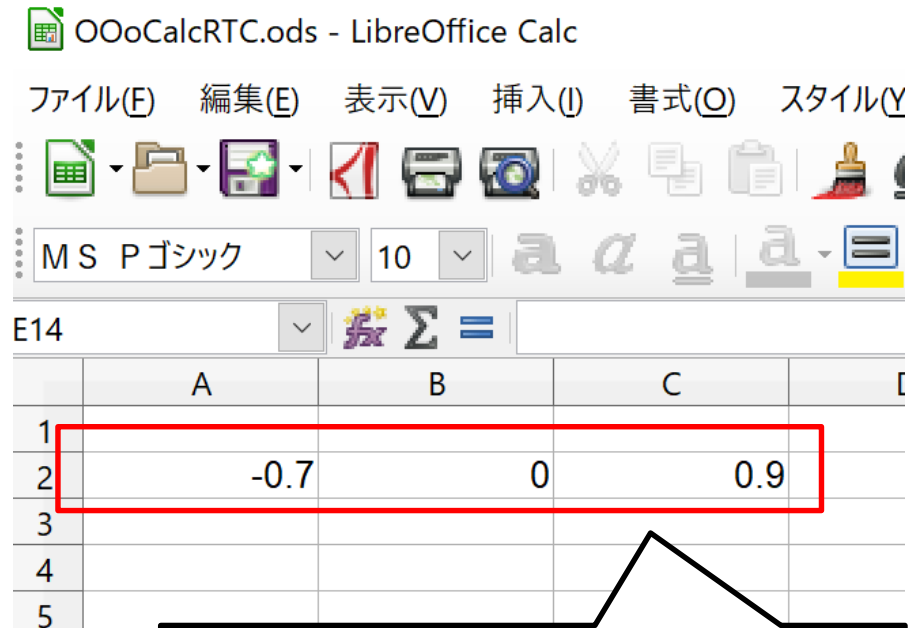 OOoCalcRTC.ods - LibreOffice Calc
ファイル(F) 編集(E) 表示(V) 挿入(I) 書式(O) スタイル(Y
ＭＳ Ｐゴシック 10 a a a a
E14 fx Σ =
A B C
1
2 -0.7 0 0.9
3
4
5